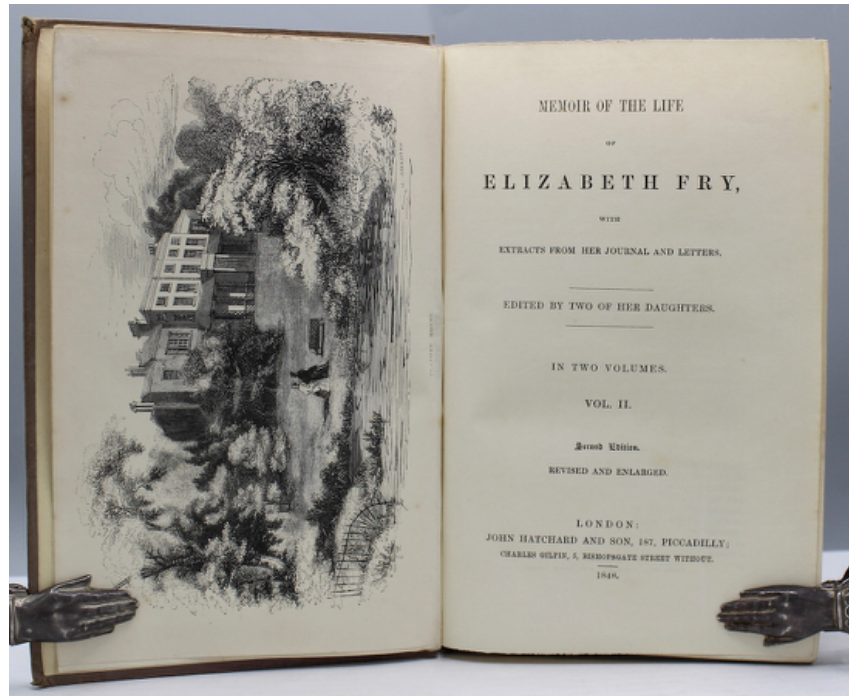 MEMOIR OF THE LIFE
OF
ELIZABETH FRY,
WITH
EXTRACTS FROM HER JOURNAL AND LETTERS.
EDITED BY TWO OF HER DAUGHTERS.
IN TWO VOLUMES.
VOL. II.
Second Edition.
REVISED AND ENLARGED.
LONDON:
JOHN HATCHARD AND SON, 187, PICCADILLY;
CHARLES GILPIN, 5, BISHOPSGATE STREET WITHOUT.
1848.